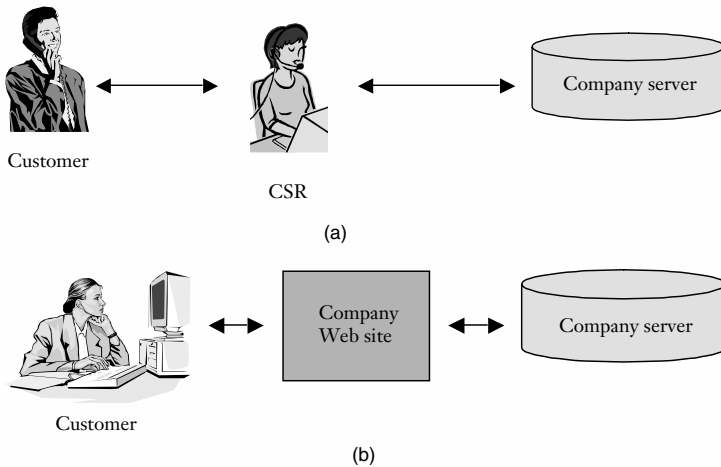 Company server
Customer
CSR
(a)
Company
Web site
Company server
Customer
(b)